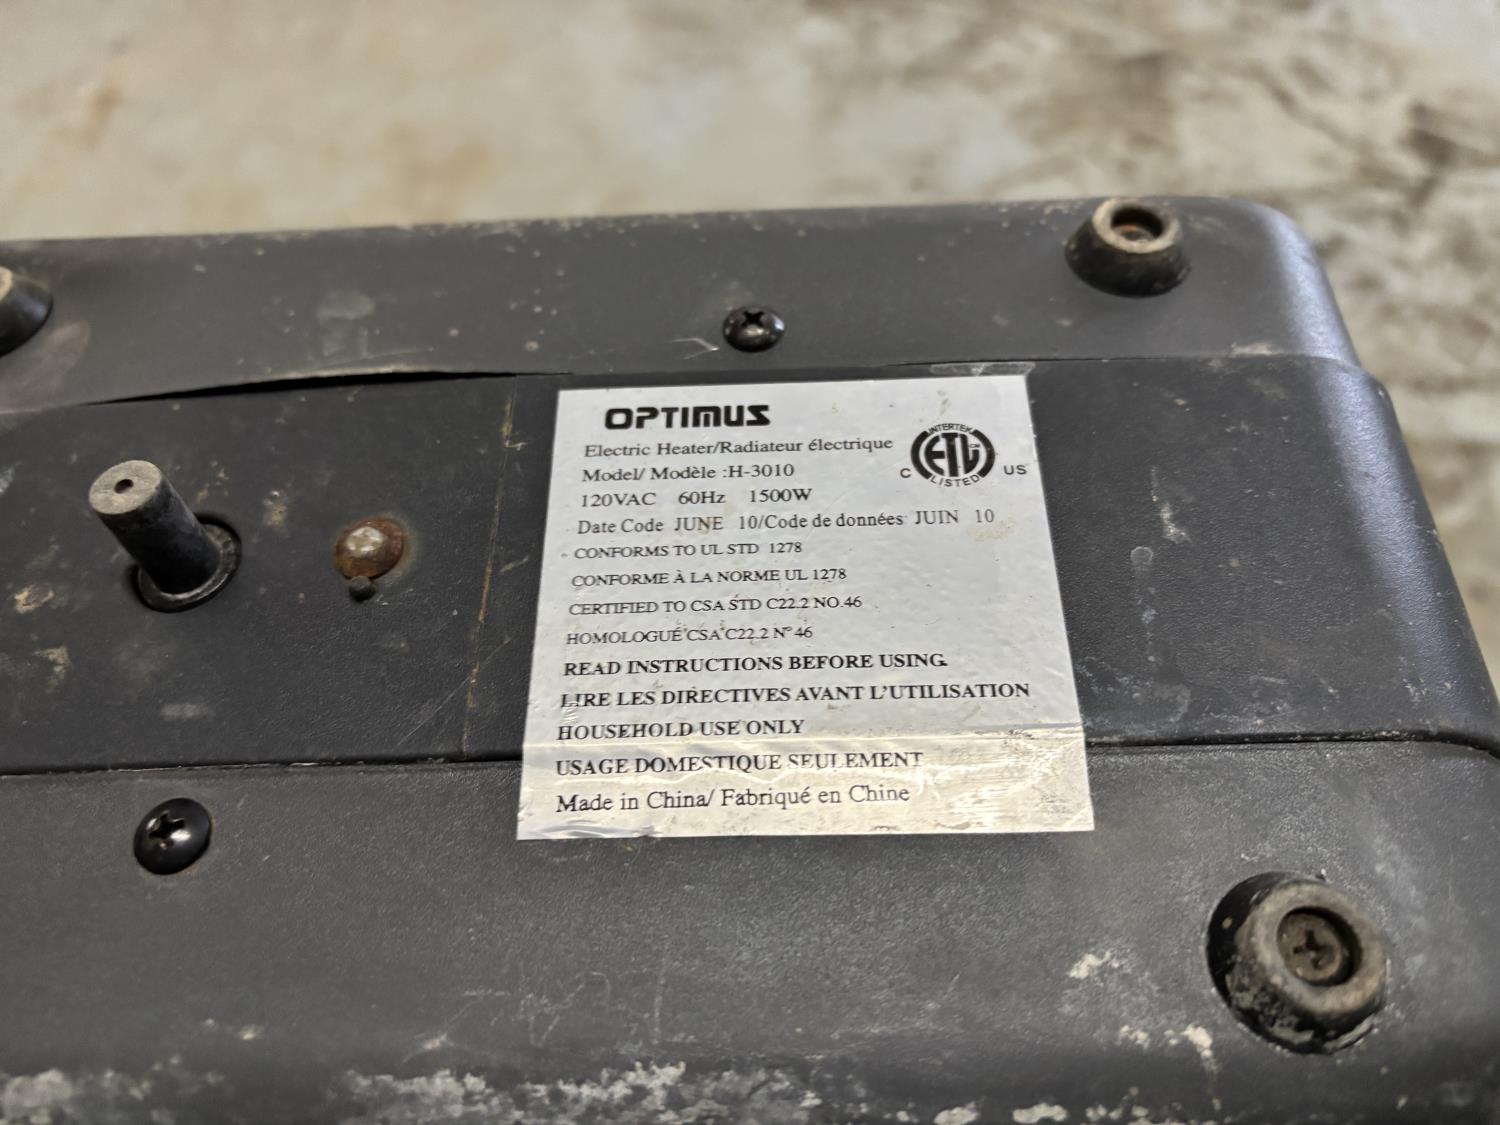 OPTIMUS
Electric Heater/Radiateur électrique
Model/ Modèle :H-3010
120VAC 60Hz 1500W
Date Code JUNE 10/Code de données JUIN 10
CONFORMS TO UL STD 1278
CONFORME À LA NORME UL 1278
CERTIFIED TO CSA STD C22.2 NO.46
HOMOLOGUÉ CSA C22.2 N° 46
READ INSTRUCTIONS BEFORE USING.
LIRE LES DIRECTIVES AVANT L'UTILISATION
HOUSEHOLD USE ONLY
USAGE DOMESTIQUE SEULEMENT
Made in China/ Fabriqué en Chine
INTERTEK
C ETL CM US
LISTED